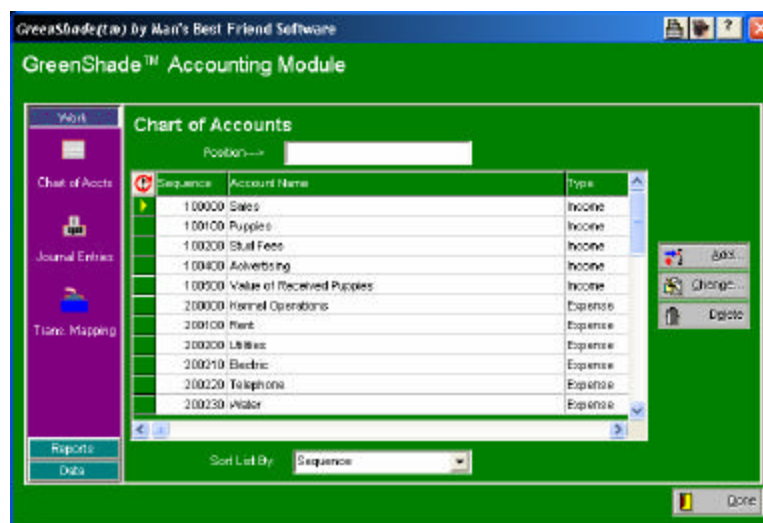 GreenShade(tm) by Man's Best Friend Software
?
GreenShade™ Accounting Module
Work
Chart of Accts
Journal Entries
Trans. Mapping
Reports
Data
Chart of Accounts
Position--->
Sequence Account Name Type
100000 Sales Income
100100 Puppies Income
100200 Stud Fees Income
100400 Advertising Income
100500 Value of Received Puppies Income
200000 Kennel Operations Expense
200100 Rent Expense
200200 Utilities Expense
200210 Electric Expense
200220 Telephone Expense
200230 Water Expense
Sort List By: Sequence
Add...
Change...
Delete
Done